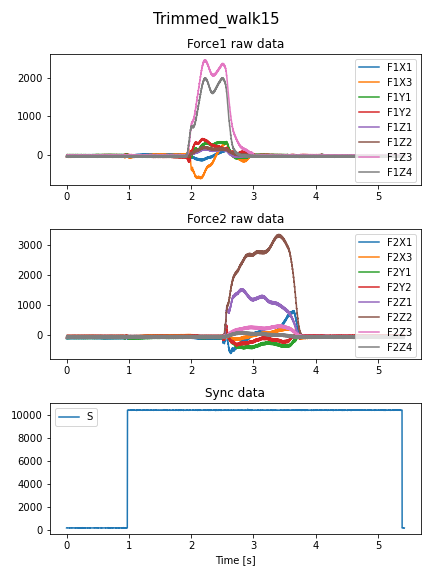 Trimmed_walk15
Force1 raw data
2000
1000
0
F1X1
F1X3
F1Y1
F1Y2
F1Z1
F1Z2
F1Z3
F1Z4
0 1 2 3 4 5
Force2 raw data
3000
2000
1000
0
F2X1
F2X3
F2Y1
F2Y2
F2Z1
F2Z2
F2Z3
F2Z4
0 1 2 3 4 5
Sync data
10000
8000
6000
4000
2000
0
S
0 1 2 3 4 5
Time [s]